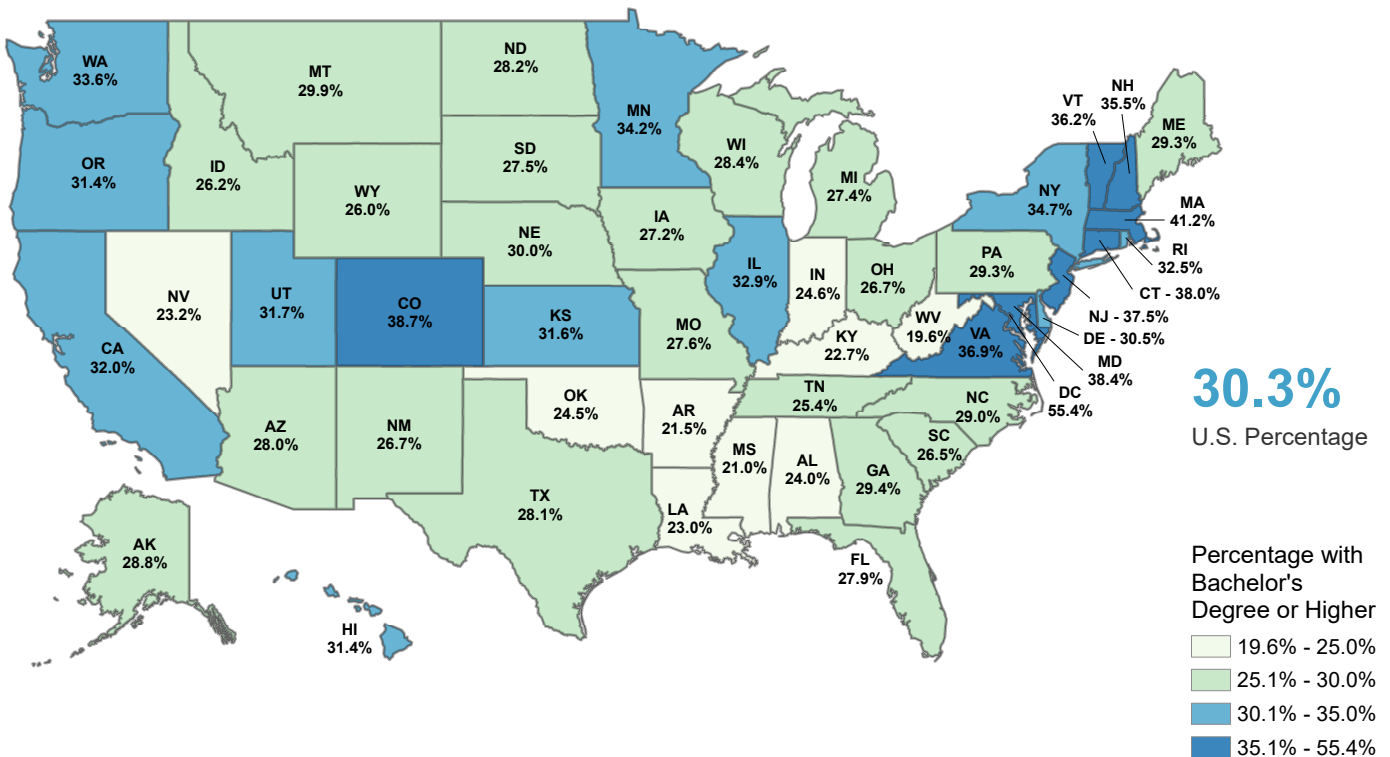 WA
33.6%
MT
29.9%
ND
28.2%
MN
34.2%
VT
36.2%
NH
35.5%
ME
29.3%
OR
31.4%
ID
26.2%
SD
27.5%
WI
28.4%
MI
27.4%
NY
34.7%
MA
41.2%
WY
26.0%
IA
27.2%
NE
30.0%
PA
29.3%
RI
32.5%
NV
23.2%
UT
31.7%
CO
38.7%
KS
31.6%
IL
32.9%
IN
24.6%
OH
26.7%
CT - 38.0%
NJ - 37.5%
DE - 30.5%
MD
38.4%
DC
55.4%
CA
32.0%
MO
27.6%
KY
22.7%
WV
19.6%
VA
36.9%
TN
25.4%
NC
29.0%
OK
24.5%
AR
21.5%
AZ
28.0%
NM
26.7%
SC
26.5%
MS
21.0%
AL
24.0%
GA
29.4%
TX
28.1%
LA
23.0%
FL
27.9%
AK
28.8%
HI
31.4%
30.3%
U.S. Percentage
Percentage with
Bachelor's
Degree or Higher
19.6% - 25.0%
25.1% - 30.0%
30.1% - 35.0%
35.1% - 55.4%